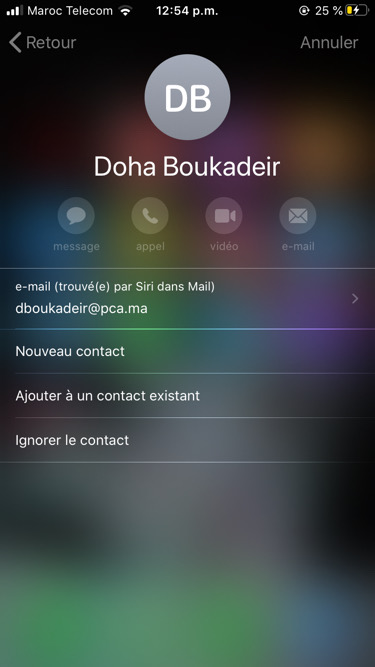 Maroc Telecom 12:54 p.m. 25 %
Retour Annuler
DB
Doha Boukadeir
message appel vidéo e-mail
e-mail (trouvé(e) par Siri dans Mail)
dboukadeir@pca.ma
Nouveau contact
Ajouter à un contact existant
Ignorer le contact